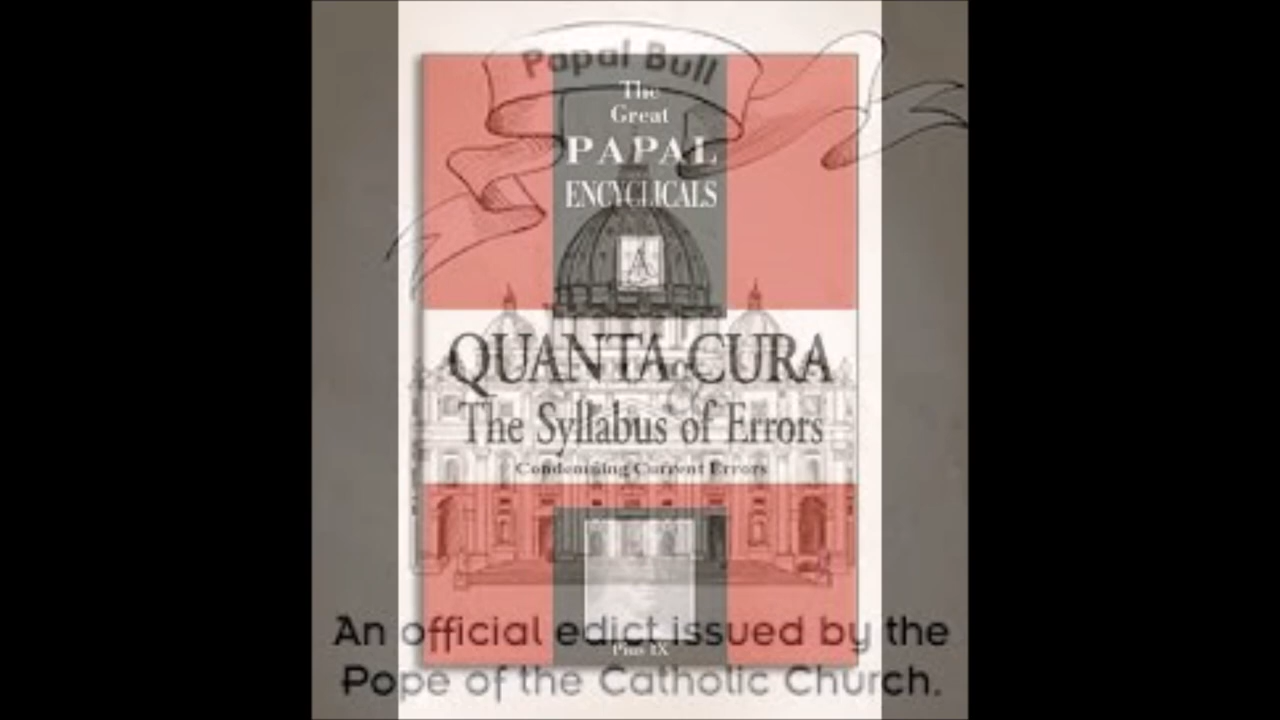 Papal Bull
The
Great
PAPAL
ENCYCLICALS
QUANTA CURA
The Syllabus of Errors
Condemning Current Errors
Pius IX
An official edict issued by the
Pope of the Catholic Church.